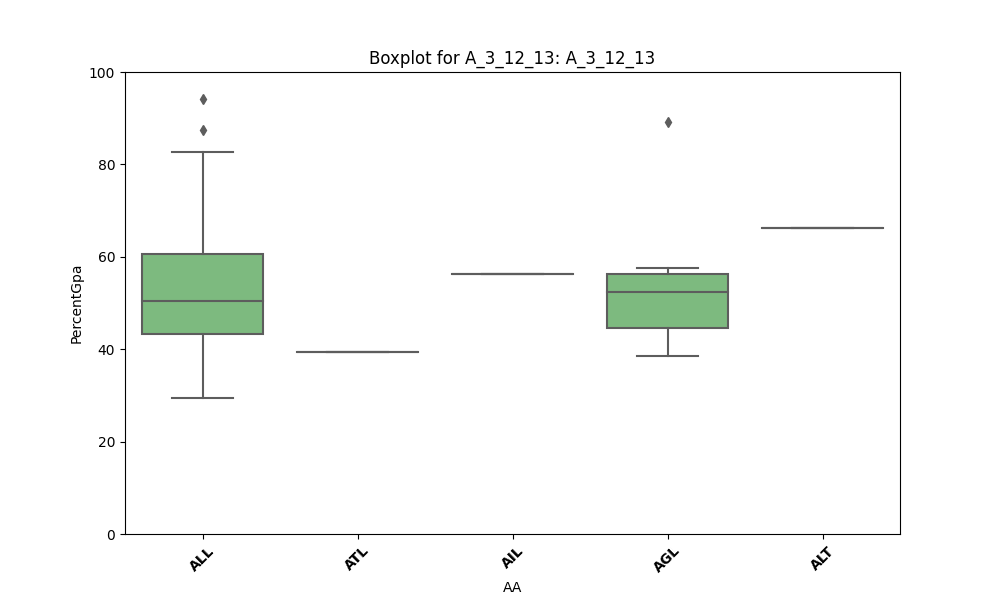 Boxplot for A_3_12_13: A_3_12_13
PercentGpa
100
80
60
40
20
0
ALL
ATL
AIL
AGL
ALT
AA